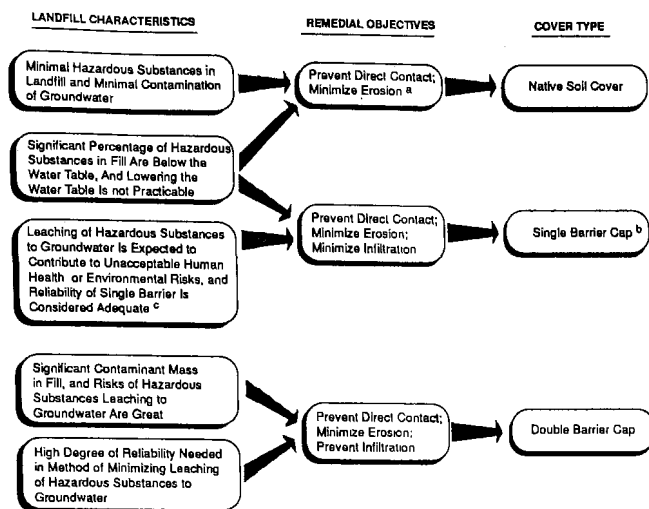 LANDFILL CHARACTERISTICS
REMEDIAL OBJECTIVES
COVER TYPE
Minimal Hazardous Substances in
Landfill and Minimal Contamination
of Groundwater
Prevent Direct Contact;
Minimize Erosion a
Native Soil Cover
Significant Percentage of Hazardous
Substances in Fill Are Below the
Water Table, And Lowering the
Water Table Is not Practicable
Leaching of Hazardous Substances
to Groundwater Is Expected to
Contribute to Unacceptable Human
Health or Environmental Risks, and
Reliability of Single Barrier Is
Considered Adequate c
Prevent Direct Contact;
Minimize Erosion;
Minimize Infiltration
Single Barrier Cap b
Significant Contaminant Mass
in Fill, and Risks of Hazardous
Substances Leaching to
Groundwater Are Great
High Degree of Reliability Needed
in Method of Minimizing Leaching
of Hazardous Substances to
Groundwater
Prevent Direct Contact;
Minimize Erosion;
Prevent Infiltration
Double Barrier Cap